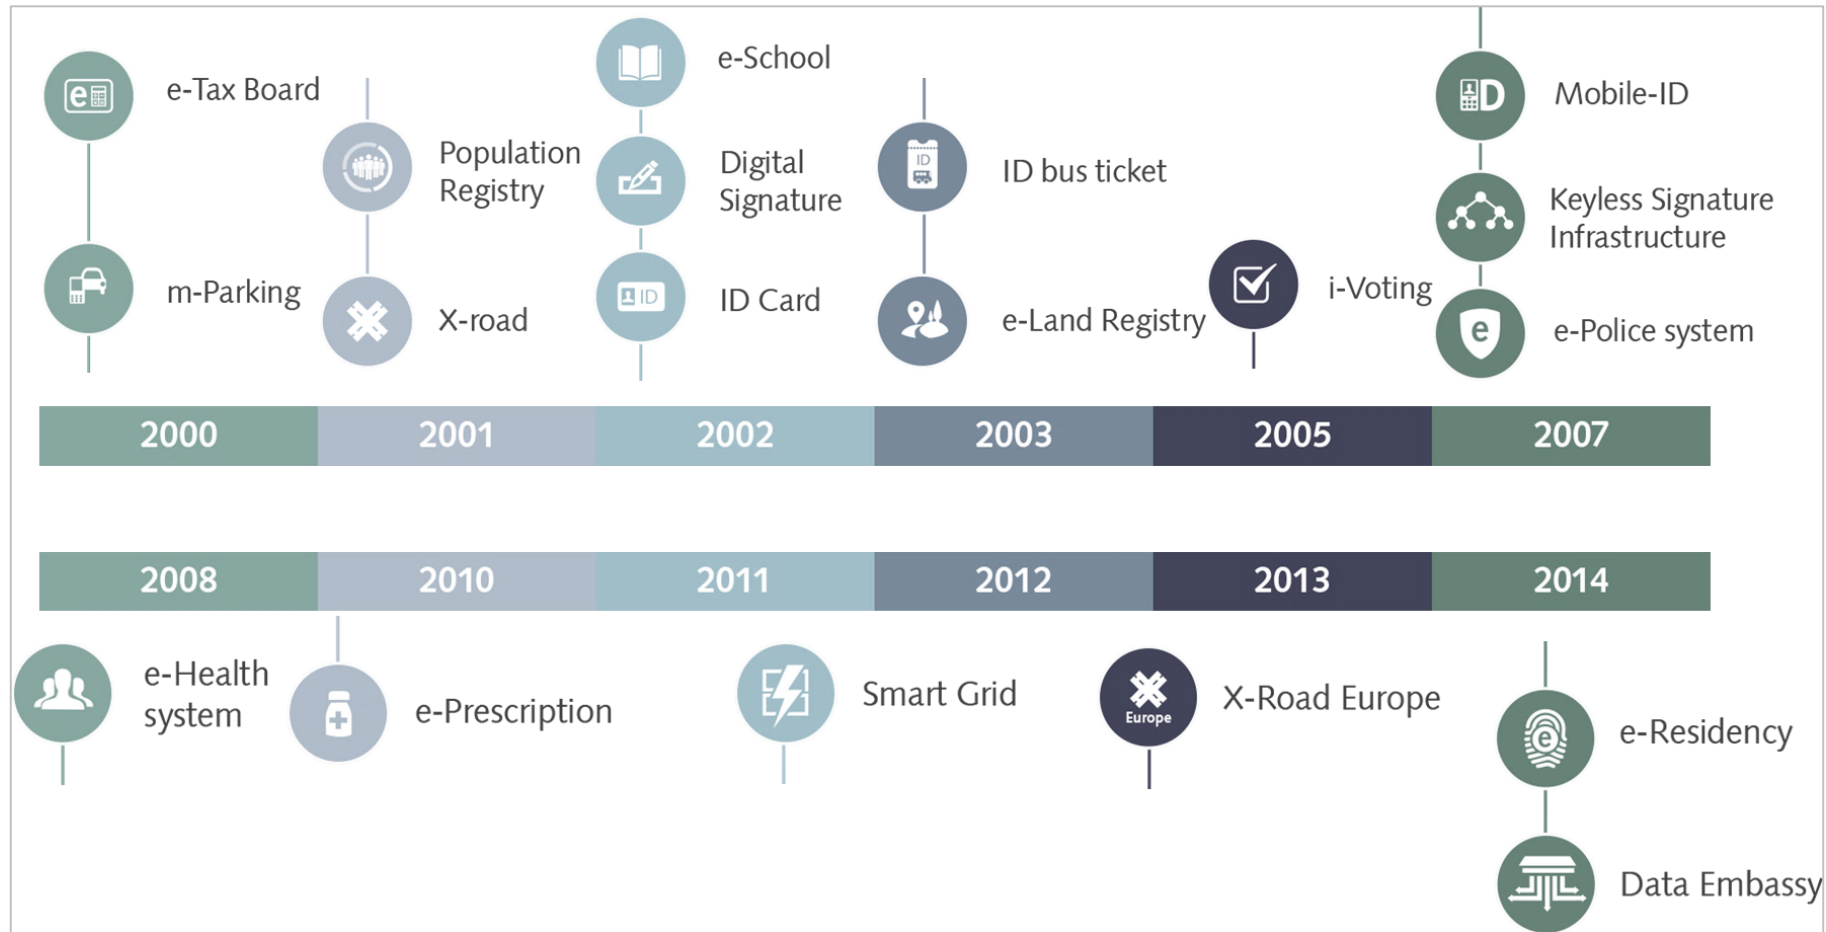 e-Tax Board
m-Parking
Population
Registry
X-road
e-School
Digital
Signature
ID
ID Card
ID
ID bus ticket
e-Land Registry
i-Voting
D
Mobile-ID
Keyless Signature
Infrastructure
e
e-Police system
e
2000
2001
2002
2003
2005
2007
2008
2010
2011
2012
2013
2014
e-Health
system
e-Prescription
Smart Grid
Europe
X-Road Europe
e
e-Residency
Data Embassy